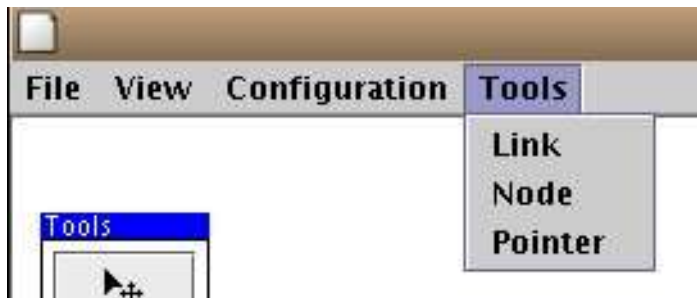 File View Configuration Tools
Link
Node
Pointer
Tools